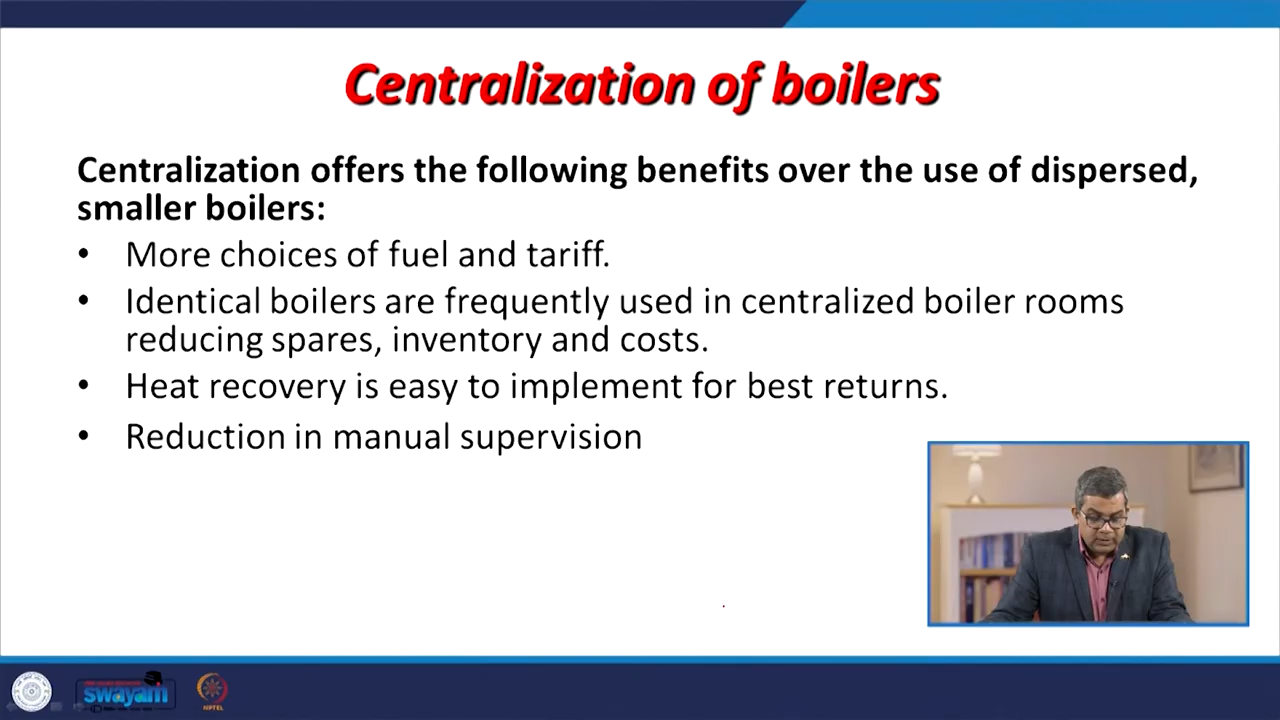 Centralization of boilers
Centralization offers the following benefits over the use of dispersed,
smaller boilers:
• More choices of fuel and tariff.
• Identical boilers are frequently used in centralized boiler rooms
reducing spares, inventory and costs.
• Heat recovery is easy to implement for best returns.
• Reduction in manual supervision
swayam
NPTEL